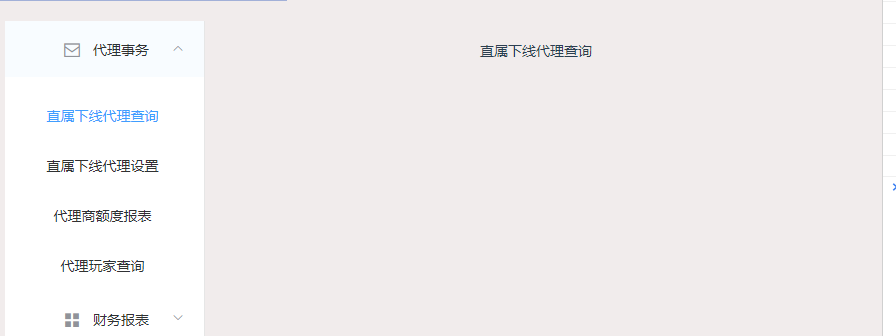 代理事务
直属下线代理查询
直属下线代理查询
直属下线代理设置
代理商额度报表
代理玩家查询
财务报表